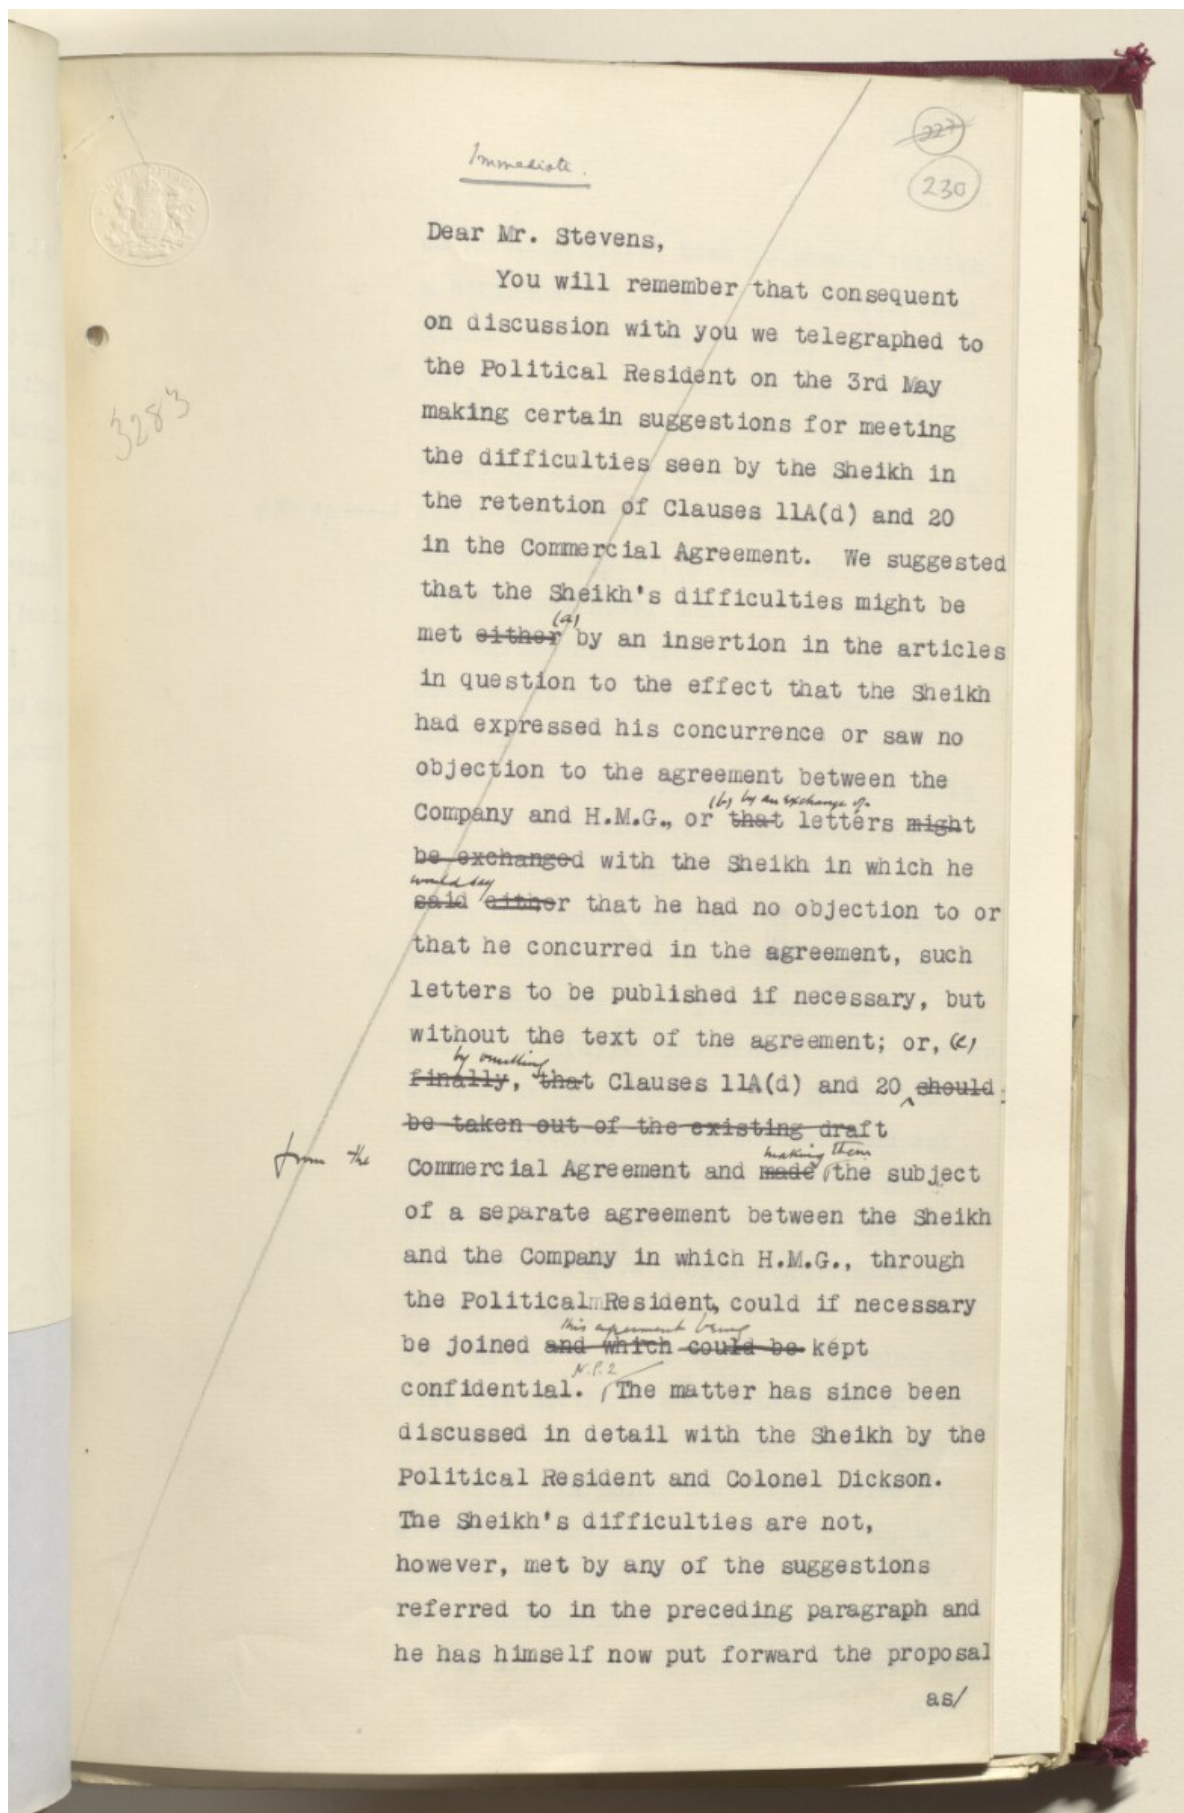 227
230
Immediate.
3283
Dear Mr. Stevens,
You will remember that consequent
on discussion with you we telegraphed to
the Political Resident on the 3rd May
making certain suggestions for meeting
the difficulties seen by the Sheikh in
the retention of Clauses 11A(d) and 20
in the Commercial Agreement. We suggested
that the Sheikh's difficulties might be
(a)
met either by an insertion in the articles
in question to the effect that the Sheikh
had expressed his concurrence or saw no
objection to the agreement between the
(b) by an exchange of
Company and H.M.G., or that letters might
be exchanged with the Sheikh in which he
would say
said either that he had no objection to or
that he concurred in the agreement, such
letters to be published if necessary, but
without the text of the agreement; or, (c)
by omitting
finally, that Clauses 11A(d) and 20 should
be taken out of the existing draft
from the
making them
Commercial Agreement and made the subject
of a separate agreement between the Sheikh
and the Company in which H.M.G., through
the PoliticalmResident, could if necessary
this agreement being
be joined and which could be kept
N.P.2
confidential. The matter has since been
discussed in detail with the Sheikh by the
Political Resident and Colonel Dickson.
The Sheikh's difficulties are not,
however, met by any of the suggestions
referred to in the preceding paragraph and
he has himself now put forward the proposal
as/